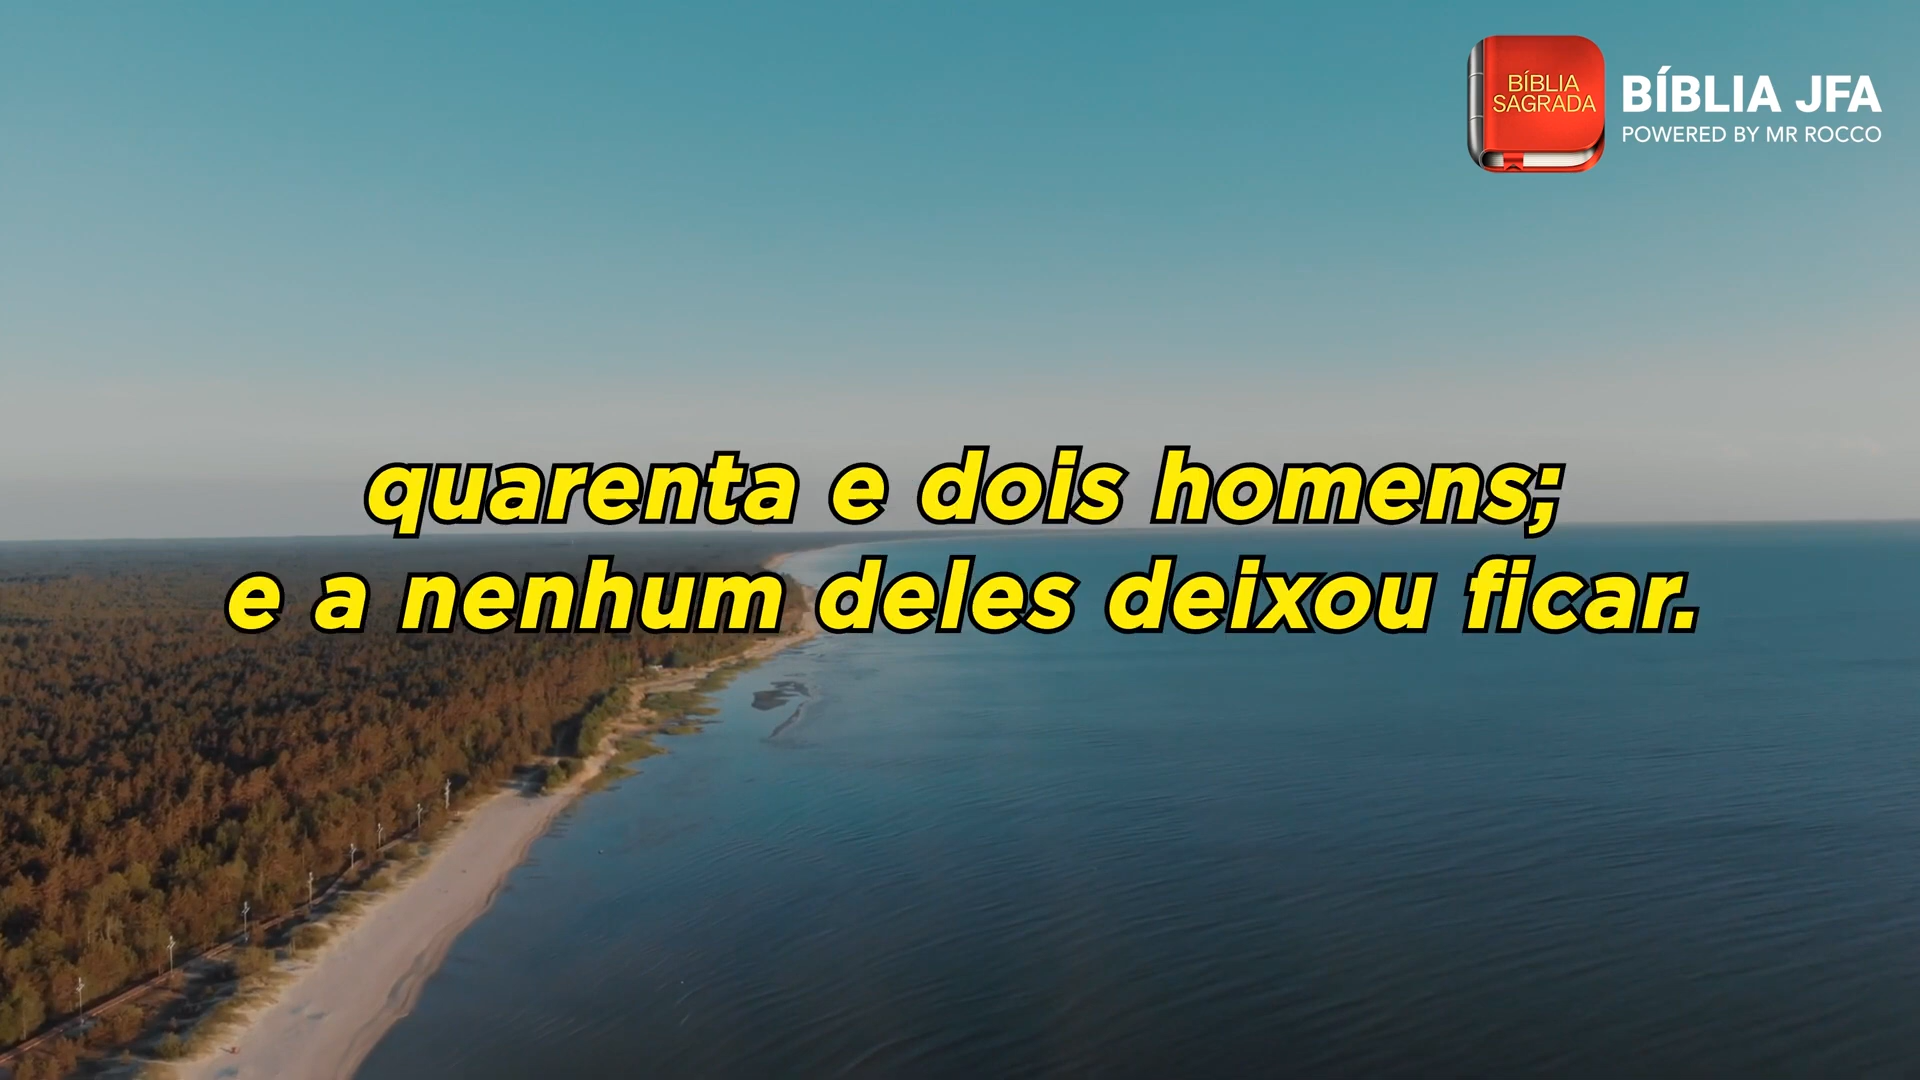 BÍBLIA
SAGRADA
BÍBLIA JFA
POWERED BY MR ROCCO
quarenta e dois homens;
e a nenhum deles deixou ficar.